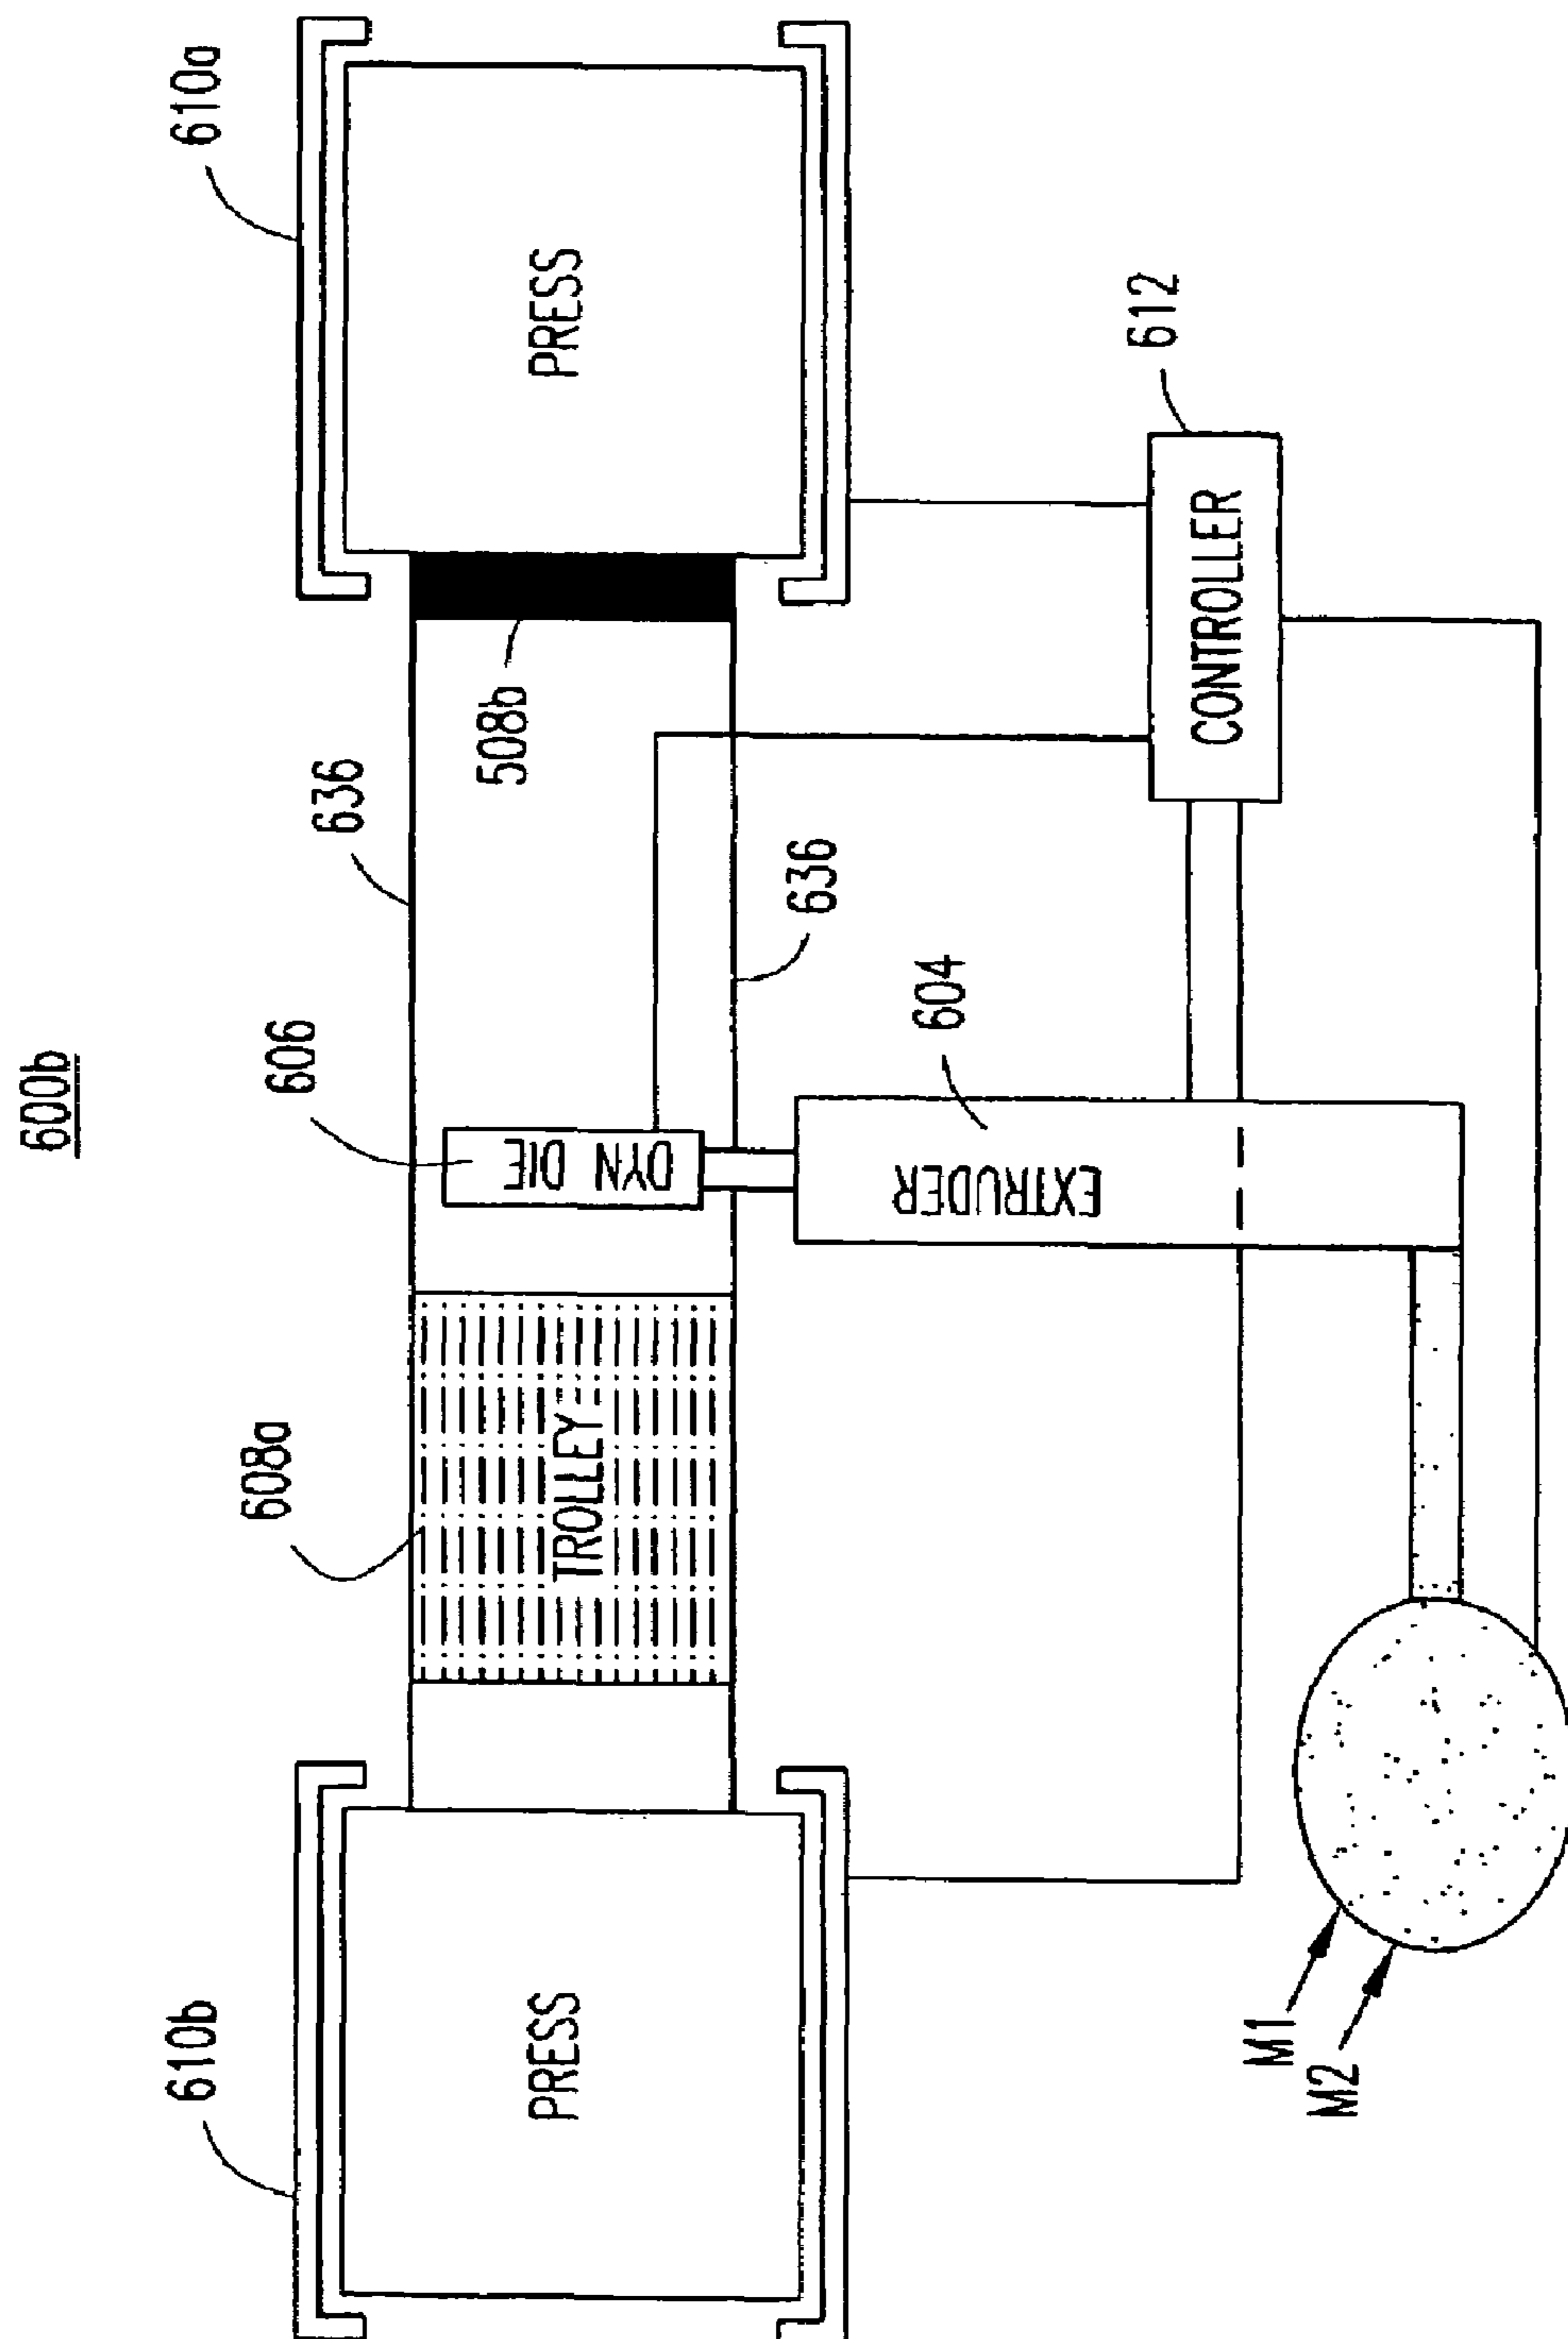 600b
610b
608a
606
636
610a
PRESS
TROLLEY
DYN DIE
508b
PRESS
636
EXTRUDER
604
CONTROLLER
612
M1
M2